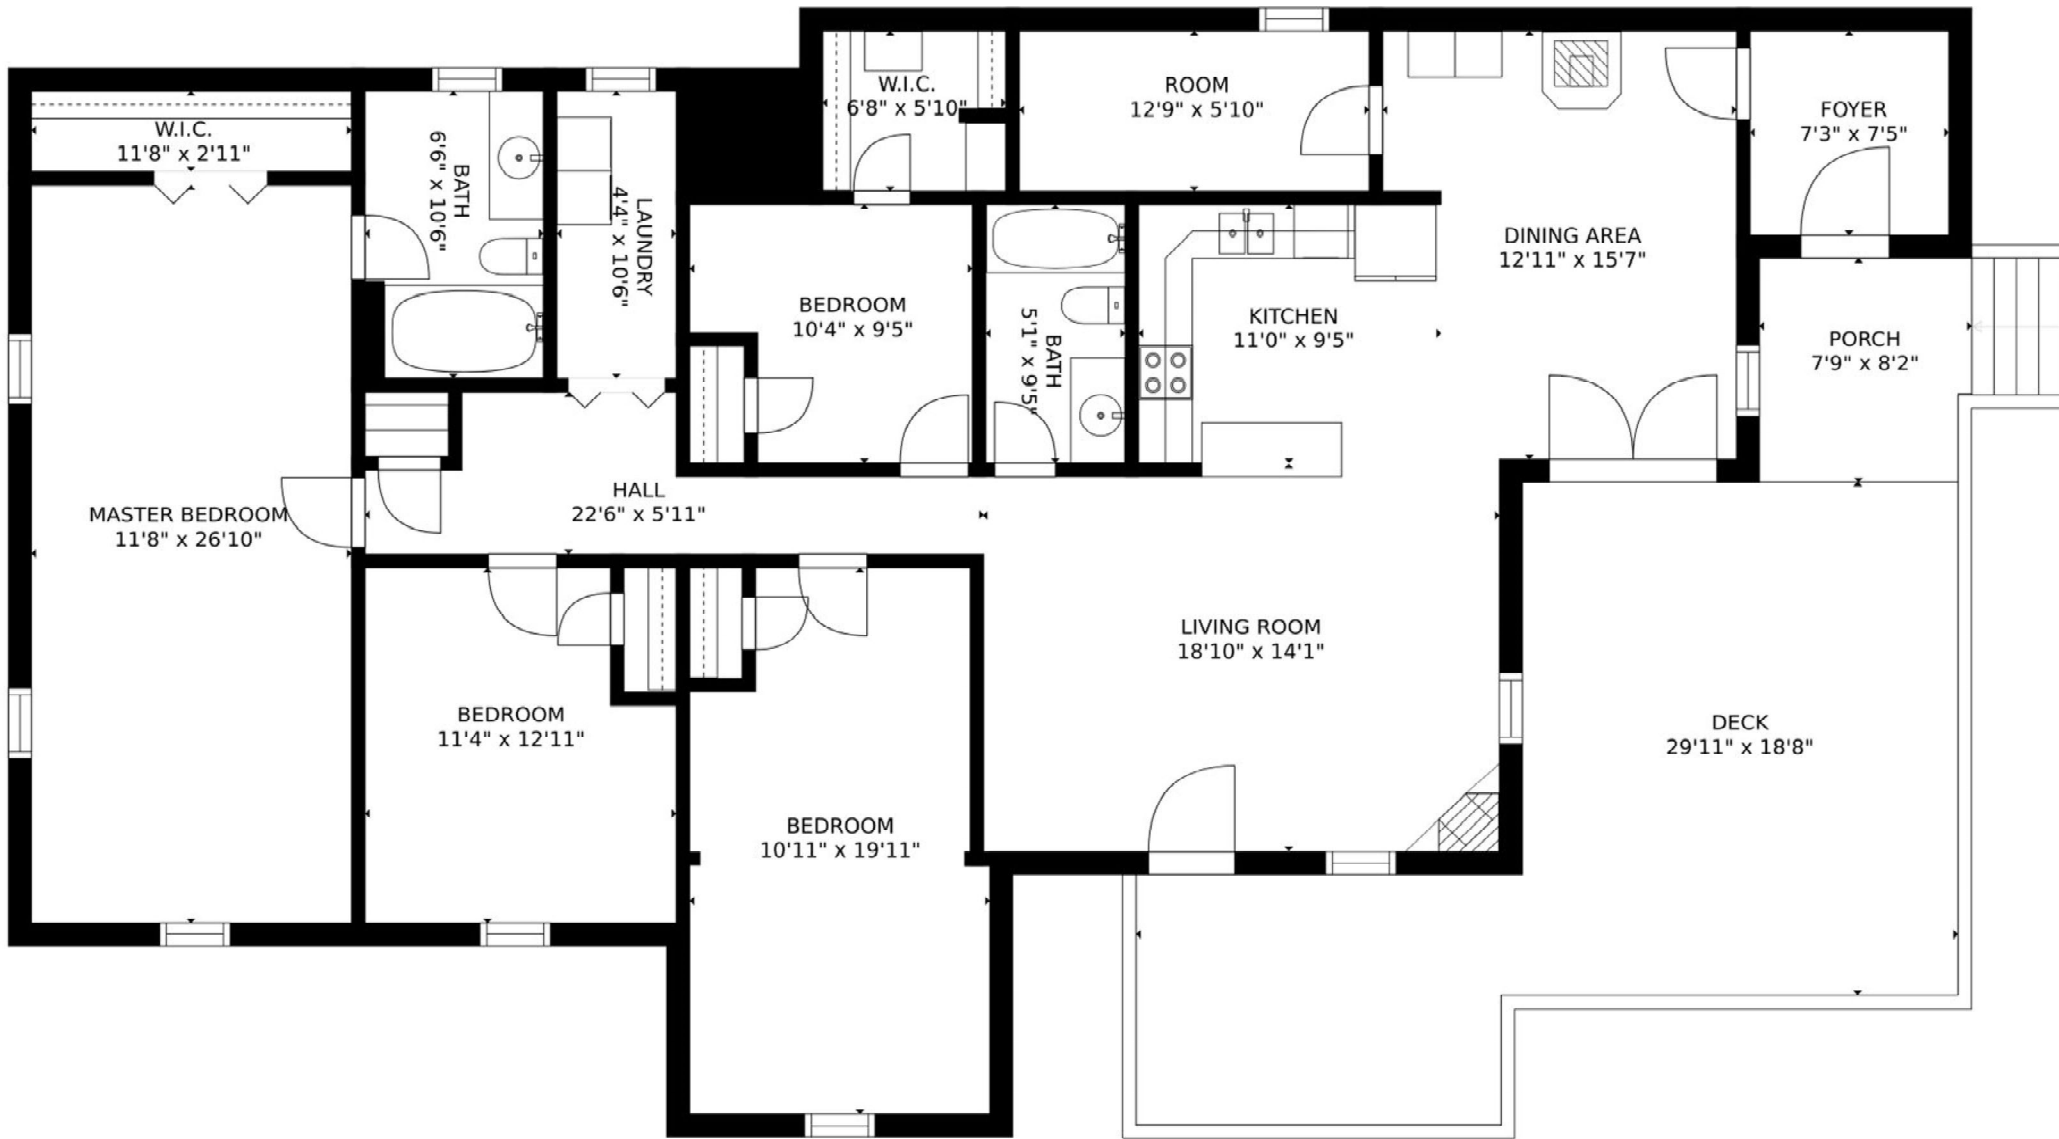 W.I.C.
11'8" x 2'11"
BATH
6'6" x 10'6"
LAUNDRY
4'4" x 10'6"
W.I.C.
6'8" x 5'10"
ROOM
12'9" x 5'10"
FOYER
7'3" x 7'5"
DINING AREA
12'11" x 15'7"
BEDROOM
10'4" x 9'5"
BATH
5'1" x 9'5"
KITCHEN
11'0" x 9'5"
PORCH
7'9" x 8'2"
MASTER BEDROOM
11'8" x 26'10"
HALL
22'6" x 5'11"
LIVING ROOM
18'10" x 14'1"
BEDROOM
11'4" x 12'11"
DECK
29'11" x 18'8"
BEDROOM
10'11" x 19'11"